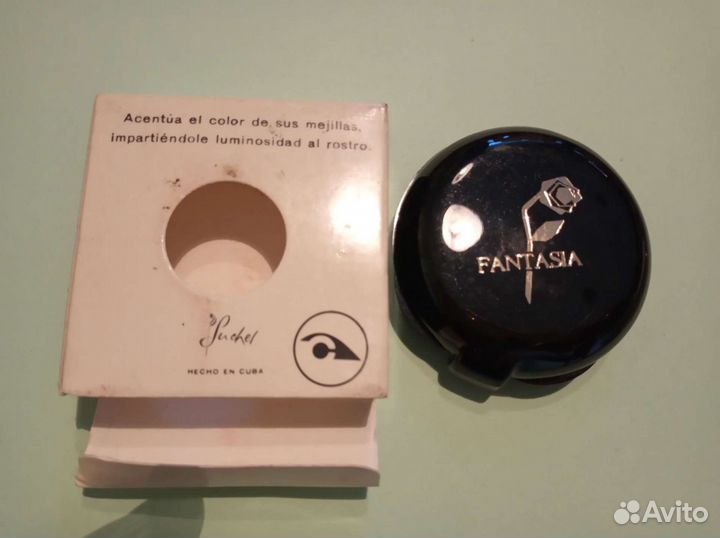 Acentúa el color de sus mejillas,
impartiéndole luminosidad al rostro.
Suchel
HECHO EN CUBA
FANTASIA
Avito